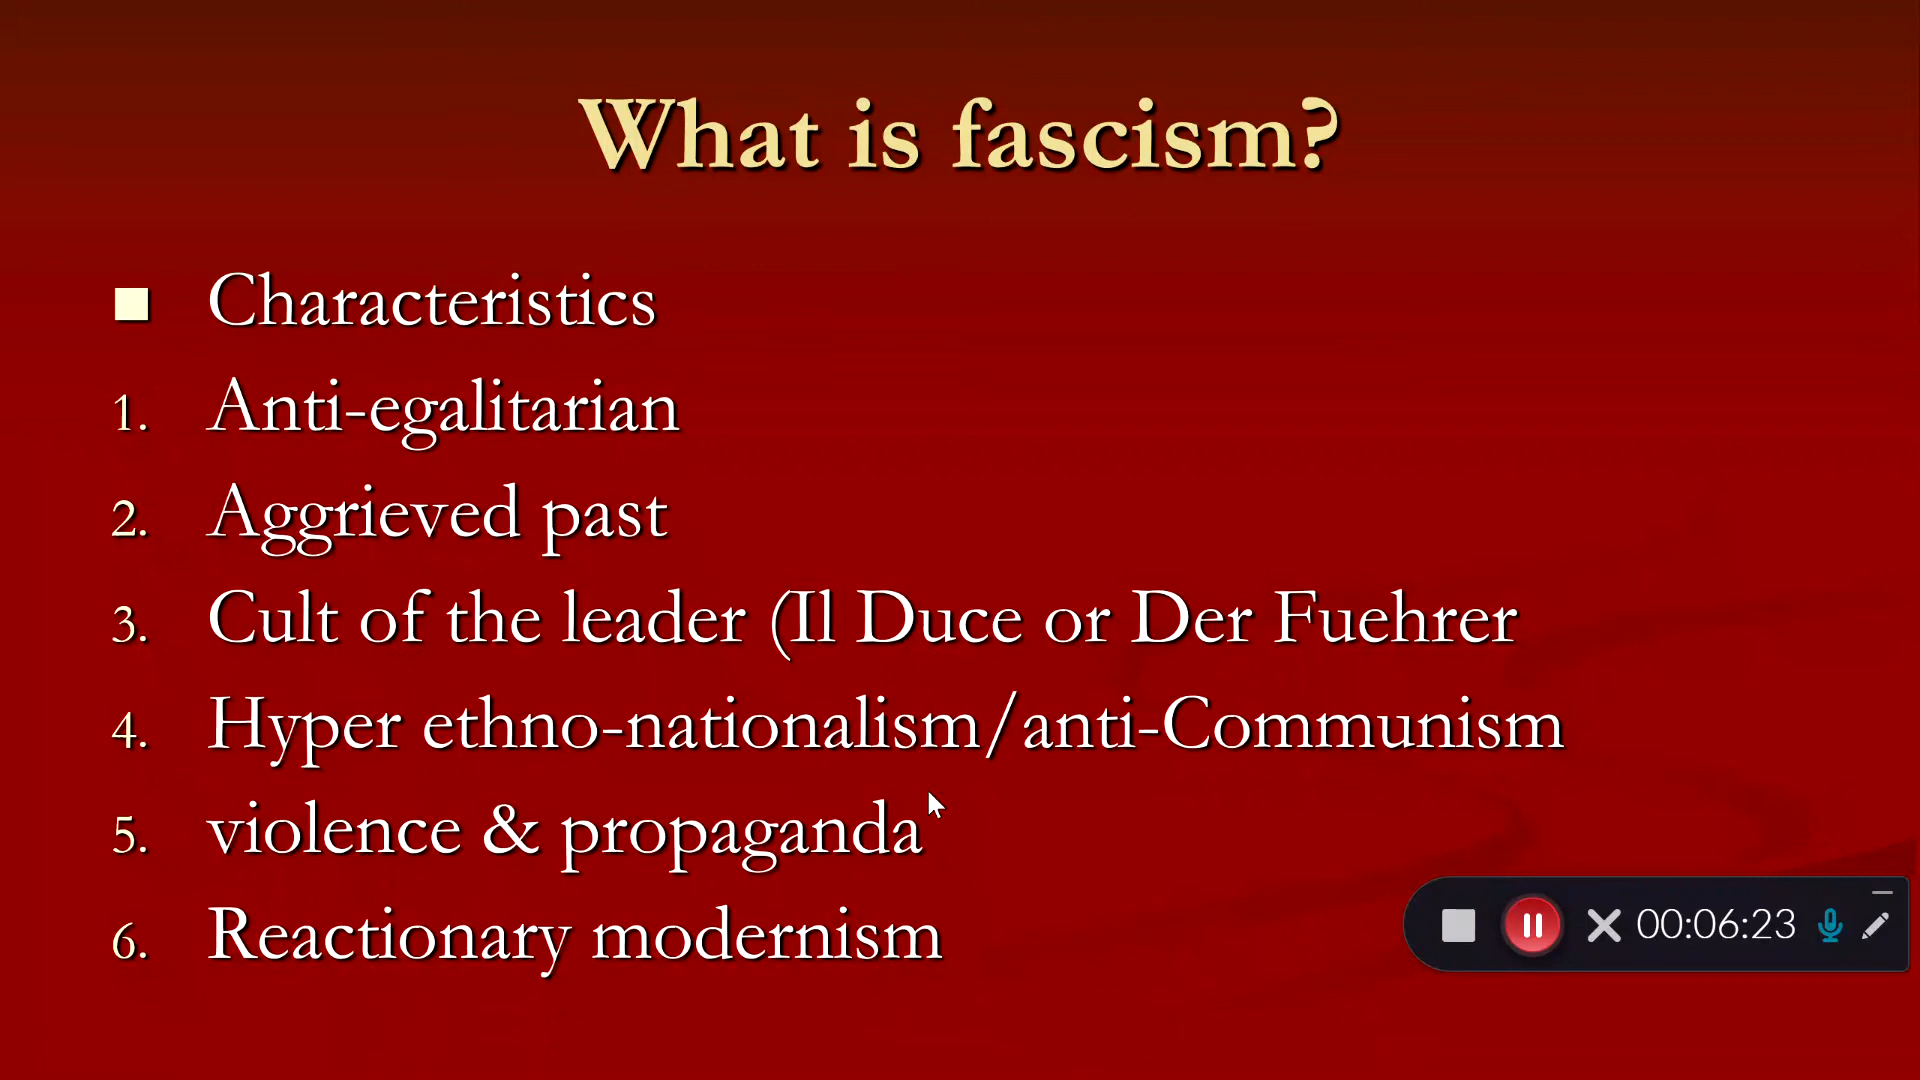 What is fascism?
Characteristics
1. Anti-egalitarian
2. Aggrieved past
3. Cult of the leader (Il Duce or Der Fuehrer
4. Hyper ethno-nationalism/anti-Communism
5. violence & propaganda
6. Reactionary modernism
00:06:23